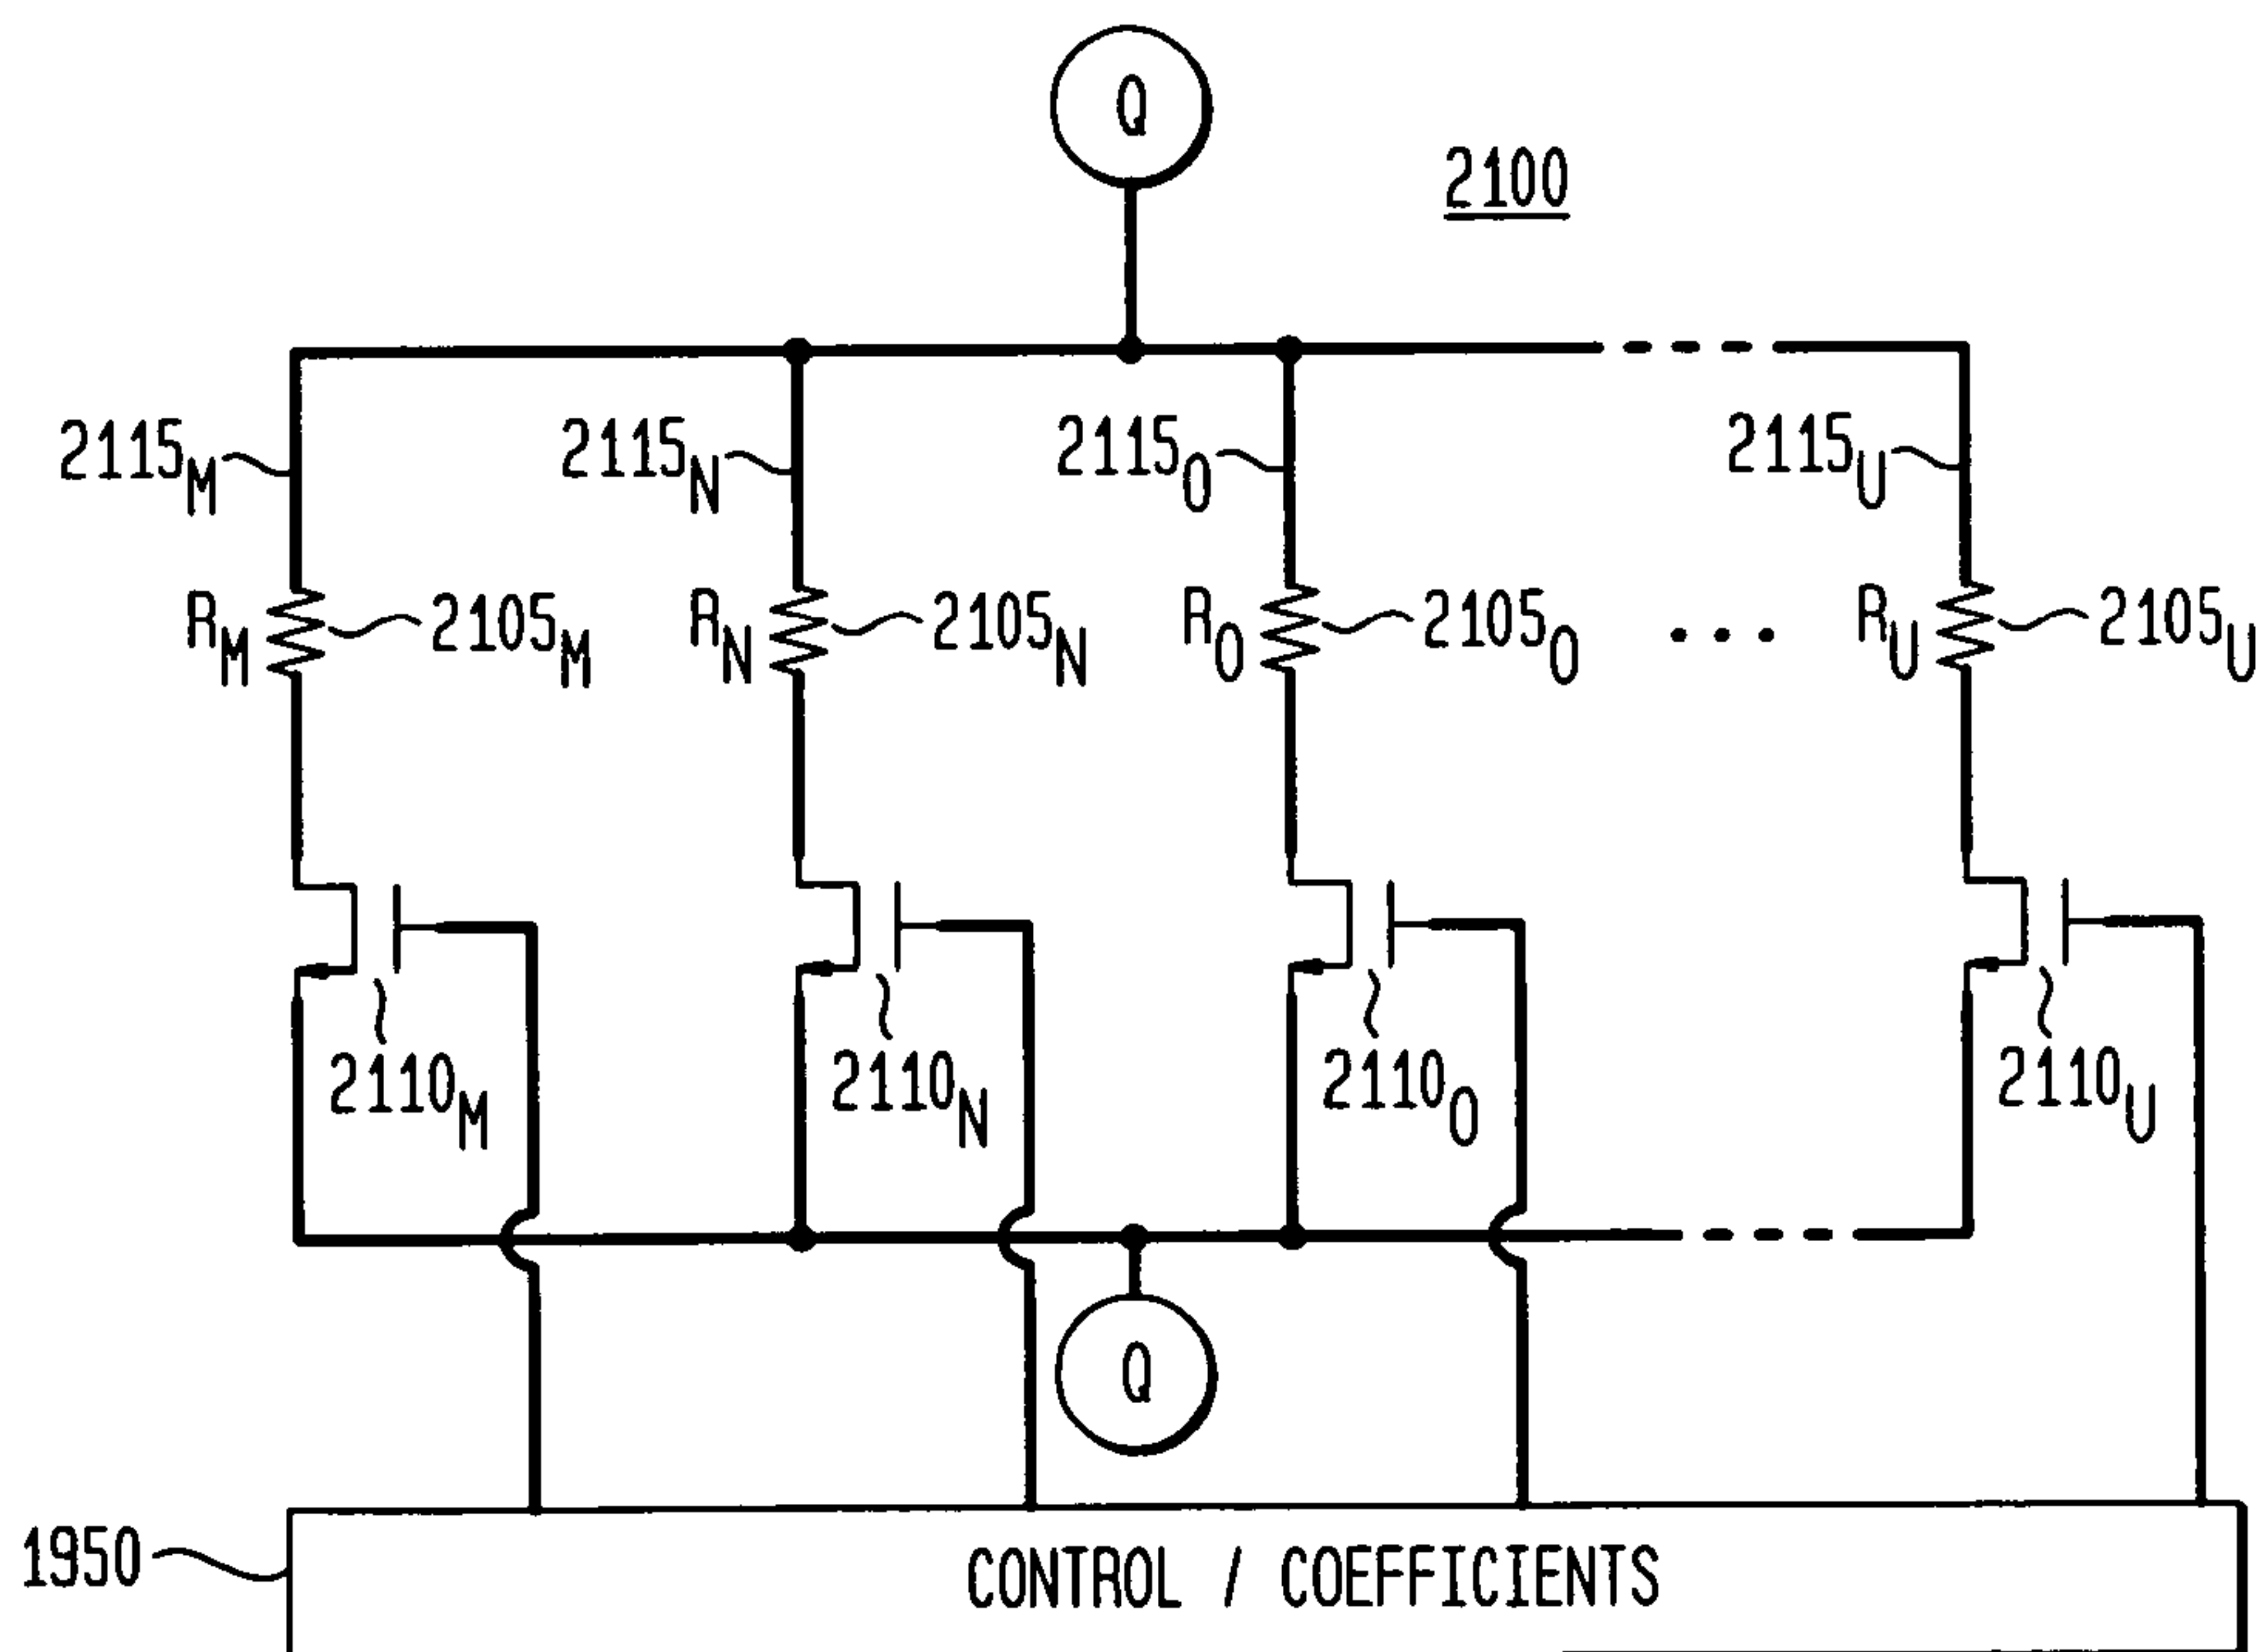 Q
2100
2115M 2115N 2115O 2115U
RM 2105M RN 2105N RO 2105O ... RU 2105U
2110M 2110N 2110O 2110U
Q
1950
CONTROL / COEFFICIENTS